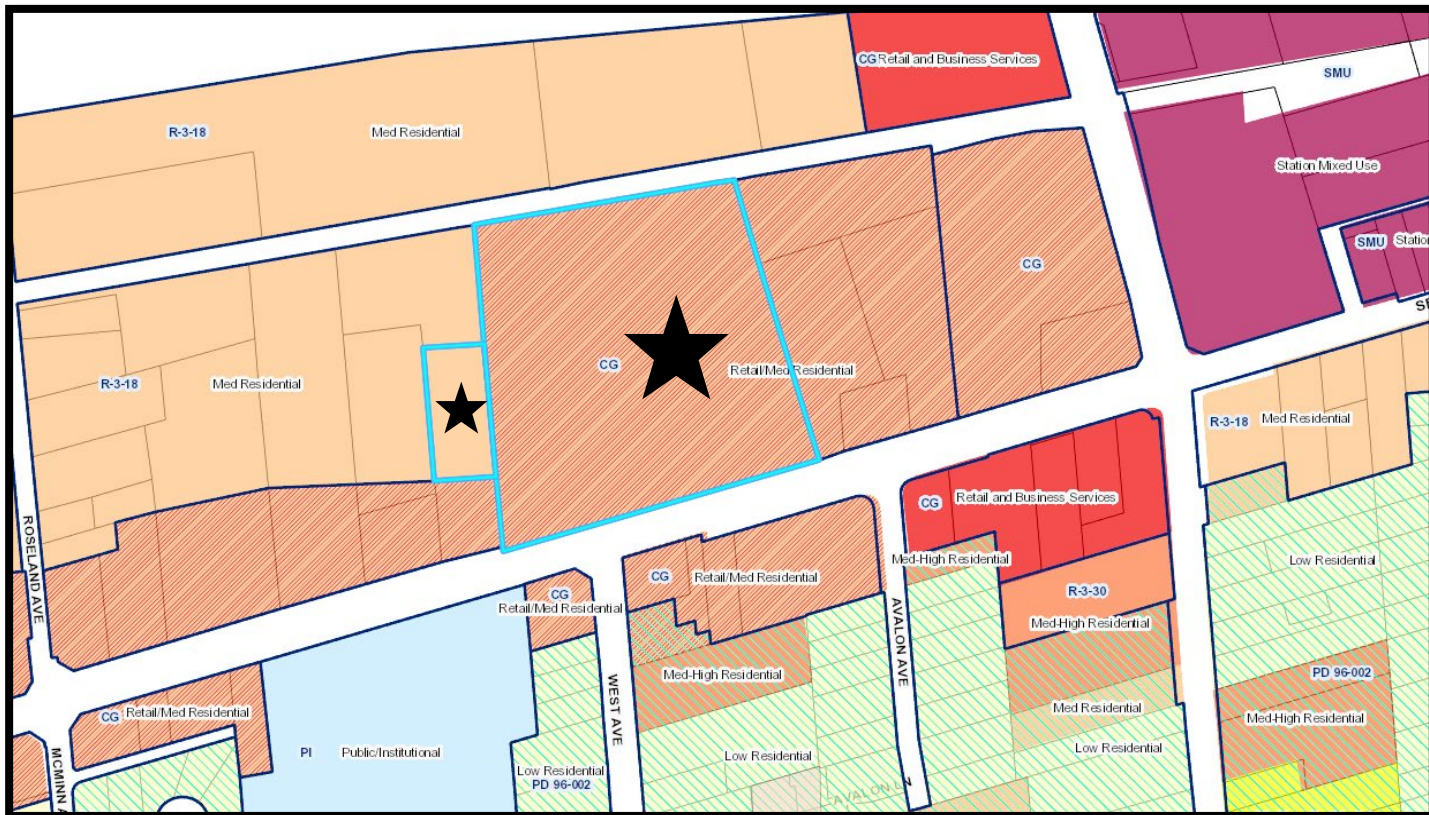 CG Retail and Business Services
SMU
R-3-18 Med Residential
Station Mixed Use
SMU
CG
CG
Retail/Med Residential
R-3-18 Med Residential
R-3-18 Med Residential
CG Retail and Business Services
ROSELAND AVE
Med-High Residential
Low Residential
CG Retail/Med Residential
R-3-30
CG
Retail/Med Residential
Med-High Residential
AVALON AVE
WEST AVE
Med-High Residential
PD 96-002
Med Residential
CG Retail/Med Residential
Med-High Residential
PI Public/Institutional
Low Residential
Low Residential
Low Residential
PD 96-002
MCMINN